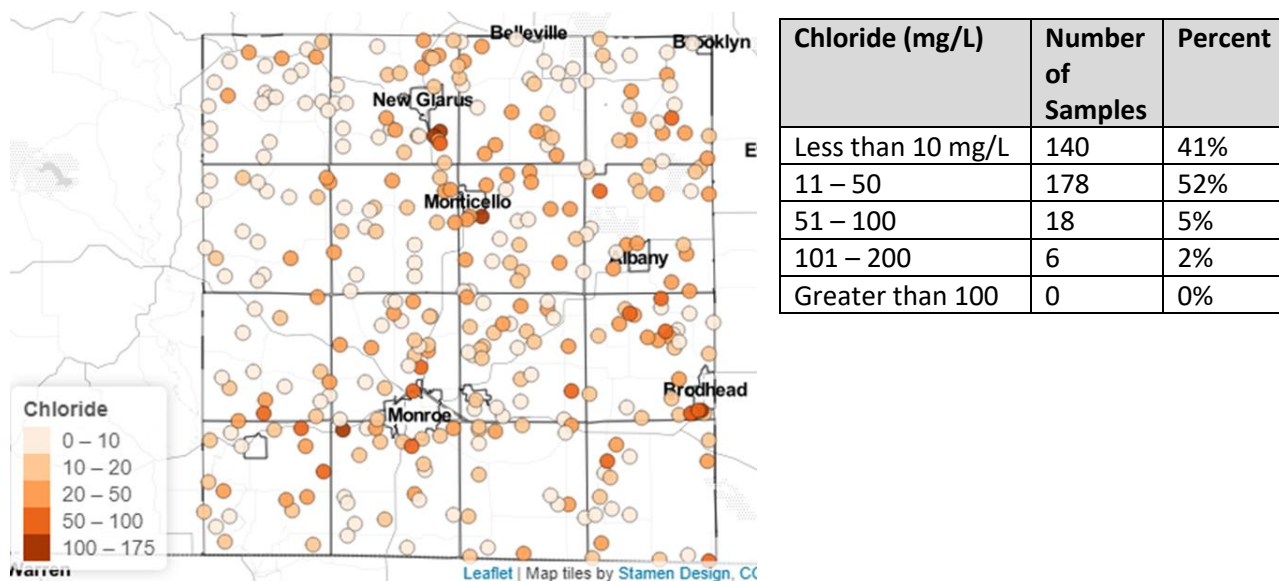 Belleville
Brooklyn
New Glarus
E
Monticello
Albany
Brodhead
Monroe
Chloride
0 – 10
10 – 20
20 – 50
50 – 100
100 – 175
Warren
Leaflet | Map tiles by Stamen Design, CC
Chloride (mg/L) Number of Samples Percent
Less than 10 mg/L 140 41%
11 – 50 178 52%
51 – 100 18 5%
101 – 200 6 2%
Greater than 100 0 0%